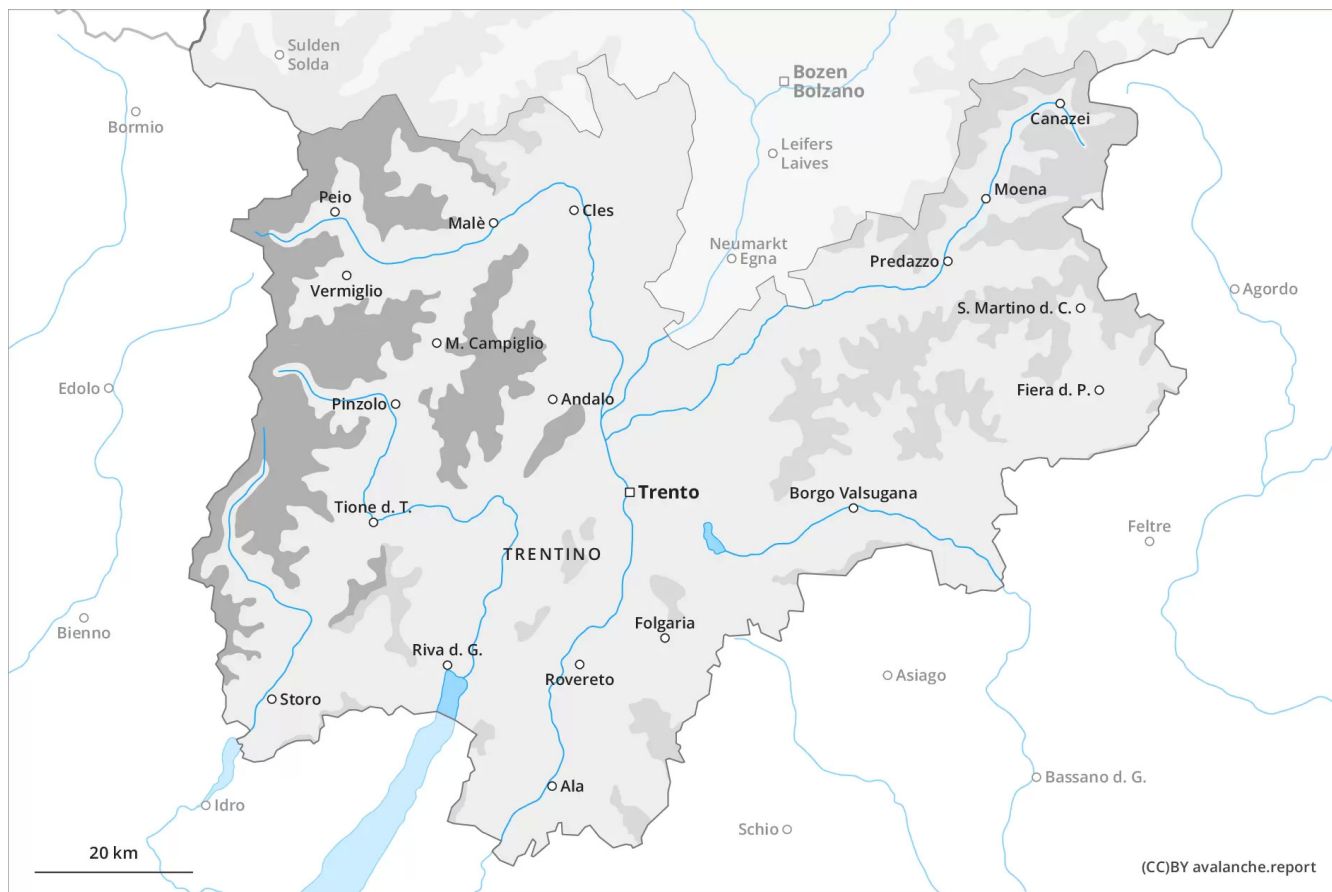 Sulden
Solda
Bozen
Bolzano
Bormio
Canazei
Leifers
Laives
Peio
Moena
Malè
Cles
Neumarkt
Egna
Predazzo
Vermiglio
Agordo
S. Martino d. C.
M. Campiglio
Edolo
Fiera d. P.
Pinzolo
Andalo
Trento
Borgo Valsugana
Tione d. T.
Feltre
TRENTINO
Bienno
Folgaria
Riva d. G.
Rovereto
Asiago
Storo
Bassano d. G.
Ala
Idro
Schio
20 km
(CC)BY avalanche.report